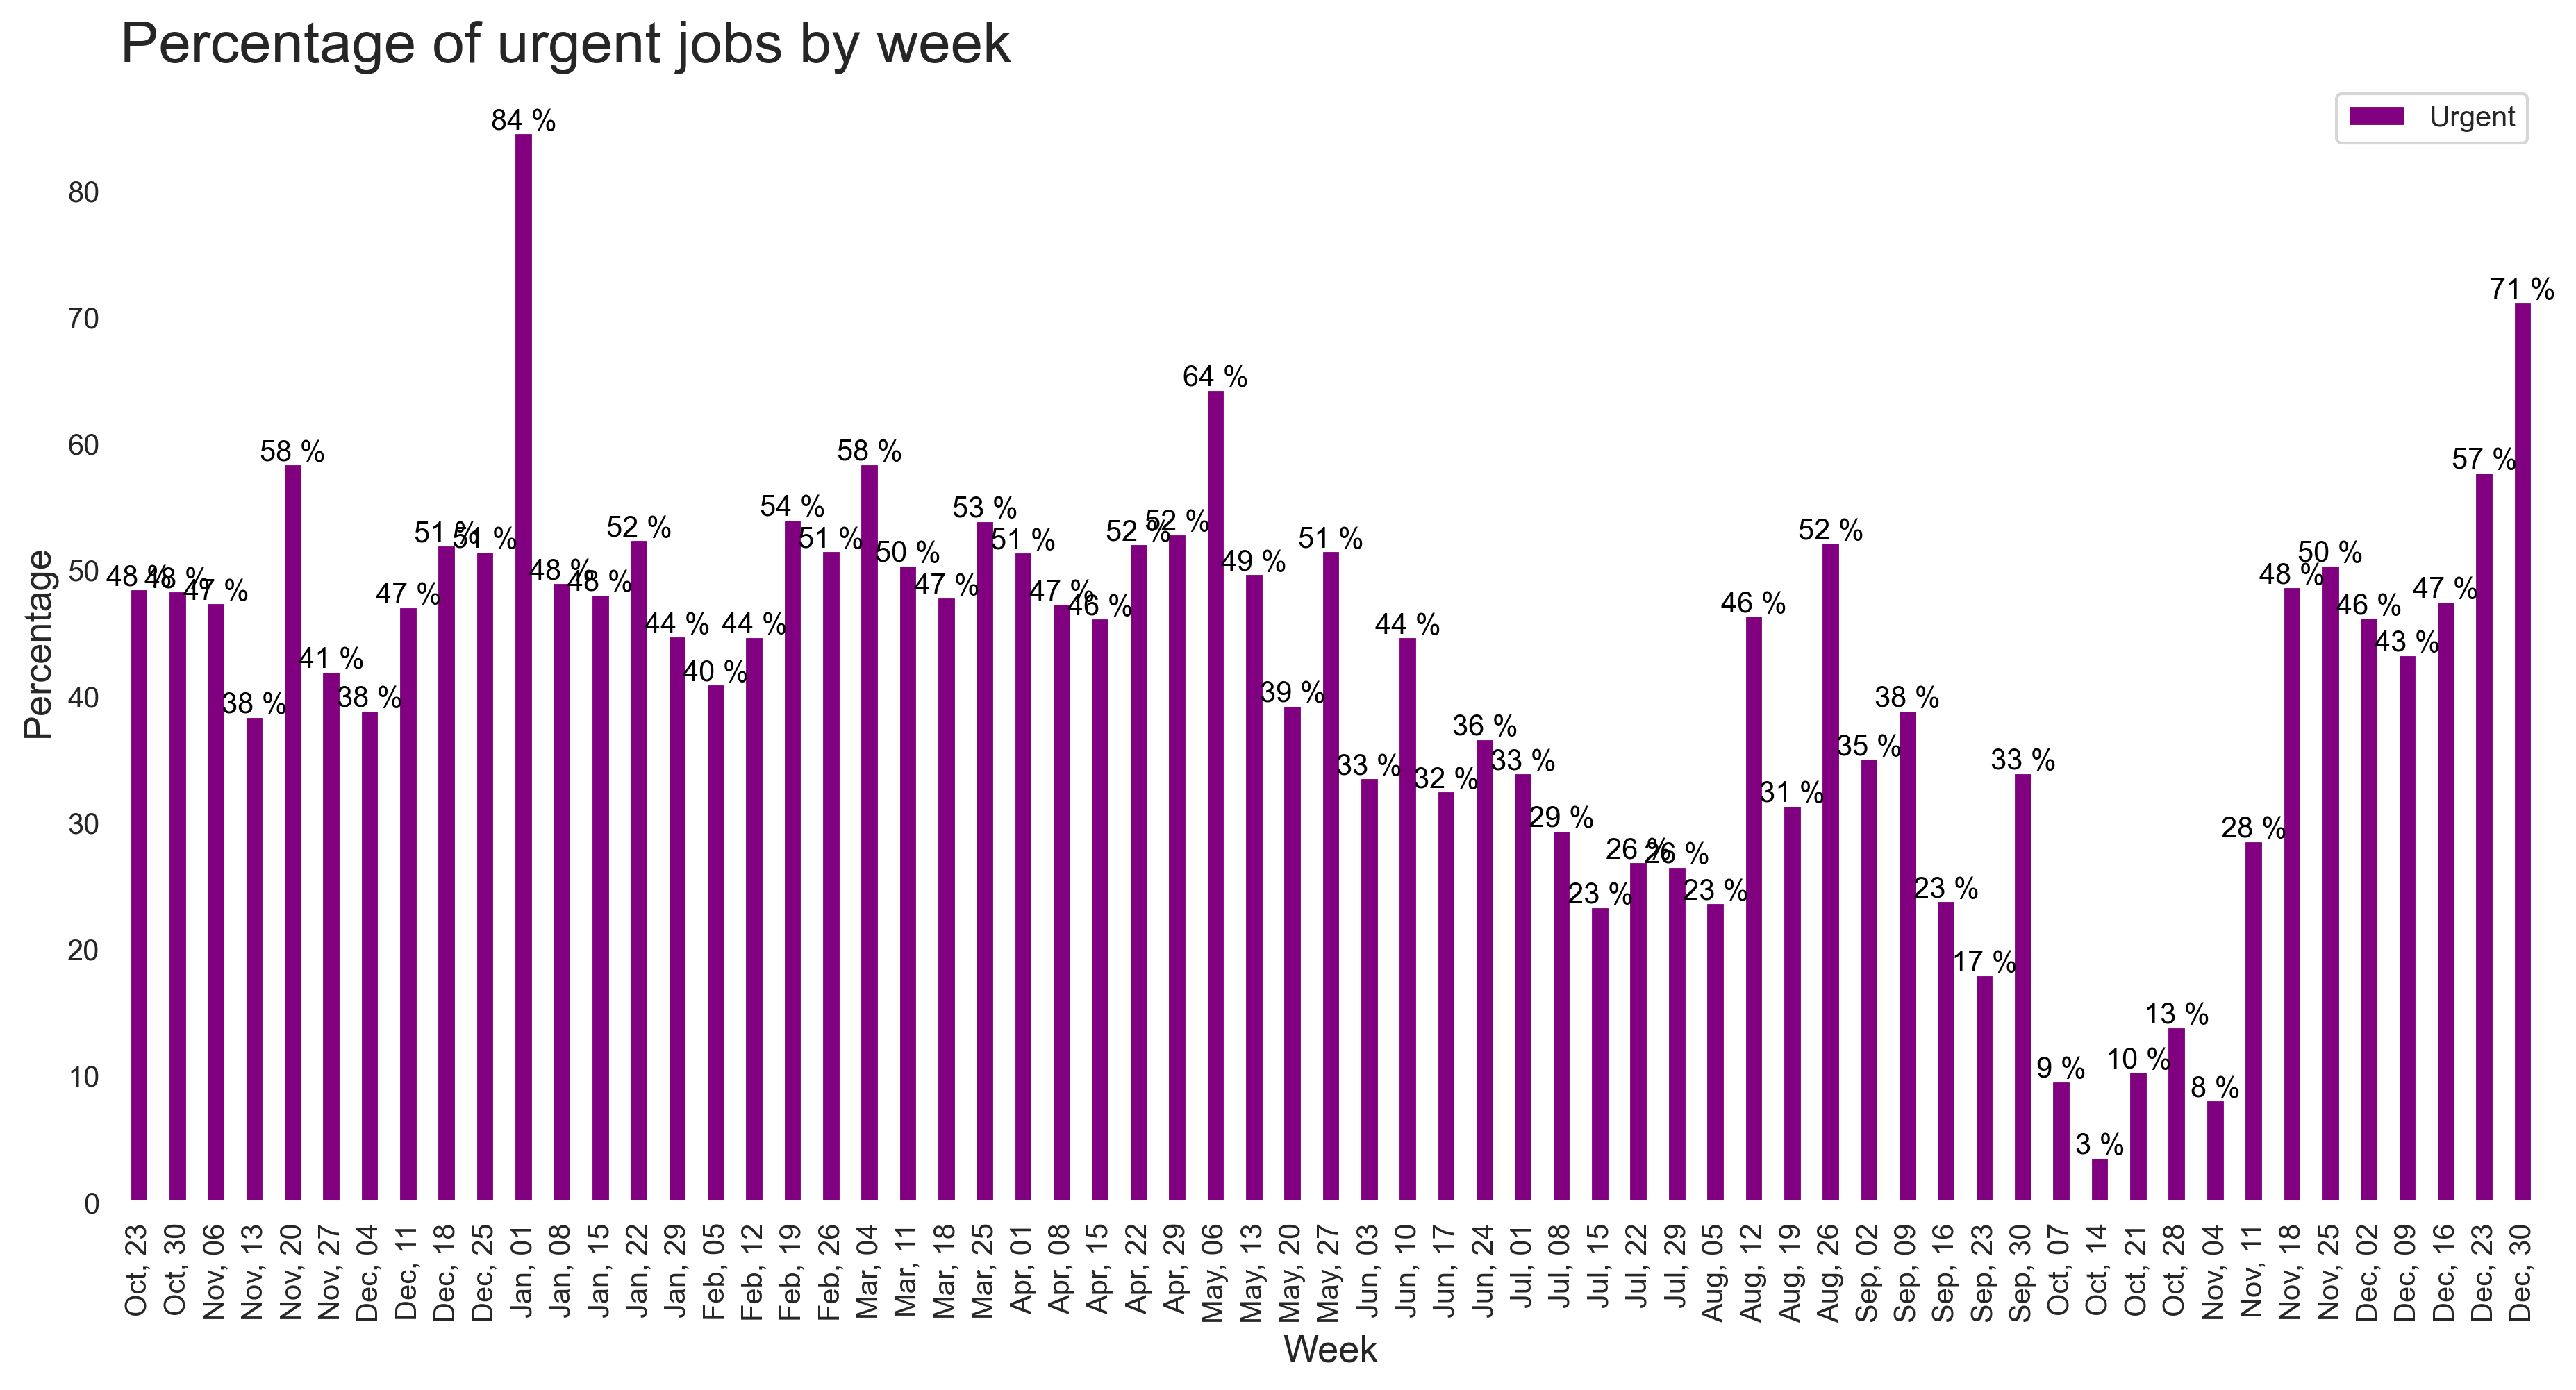 Percentage of urgent jobs by week
Urgent
Percentage
80
70
60
50
40
30
20
10
0
48 %
48 %
47 %
38 %
58 %
41 %
38 %
47 %
51 %
51 %
84 %
48 %
48 %
52 %
44 %
40 %
44 %
54 %
51 %
58 %
50 %
47 %
53 %
51 %
47 %
46 %
52 %
52 %
64 %
49 %
39 %
51 %
33 %
44 %
32 %
36 %
33 %
29 %
23 %
26 %
26 %
23 %
46 %
31 %
52 %
35 %
38 %
23 %
17 %
33 %
9 %
3 %
10 %
13 %
8 %
28 %
48 %
50 %
46 %
43 %
47 %
57 %
71 %
Oct, 23
Oct, 30
Nov, 06
Nov, 13
Nov, 20
Nov, 27
Dec, 04
Dec, 11
Dec, 18
Dec, 25
Jan, 01
Jan, 08
Jan, 15
Jan, 22
Jan, 29
Feb, 05
Feb, 12
Feb, 19
Feb, 26
Mar, 04
Mar, 11
Mar, 18
Mar, 25
Apr, 01
Apr, 08
Apr, 15
Apr, 22
Apr, 29
May, 06
May, 13
May, 20
May, 27
Jun, 03
Jun, 10
Jun, 17
Jun, 24
Jul, 01
Jul, 08
Jul, 15
Jul, 22
Jul, 29
Aug, 05
Aug, 12
Aug, 19
Aug, 26
Sep, 02
Sep, 09
Sep, 16
Sep, 23
Sep, 30
Oct, 07
Oct, 14
Oct, 21
Oct, 28
Nov, 04
Nov, 11
Nov, 18
Nov, 25
Dec, 02
Dec, 09
Dec, 16
Dec, 23
Dec, 30
Week